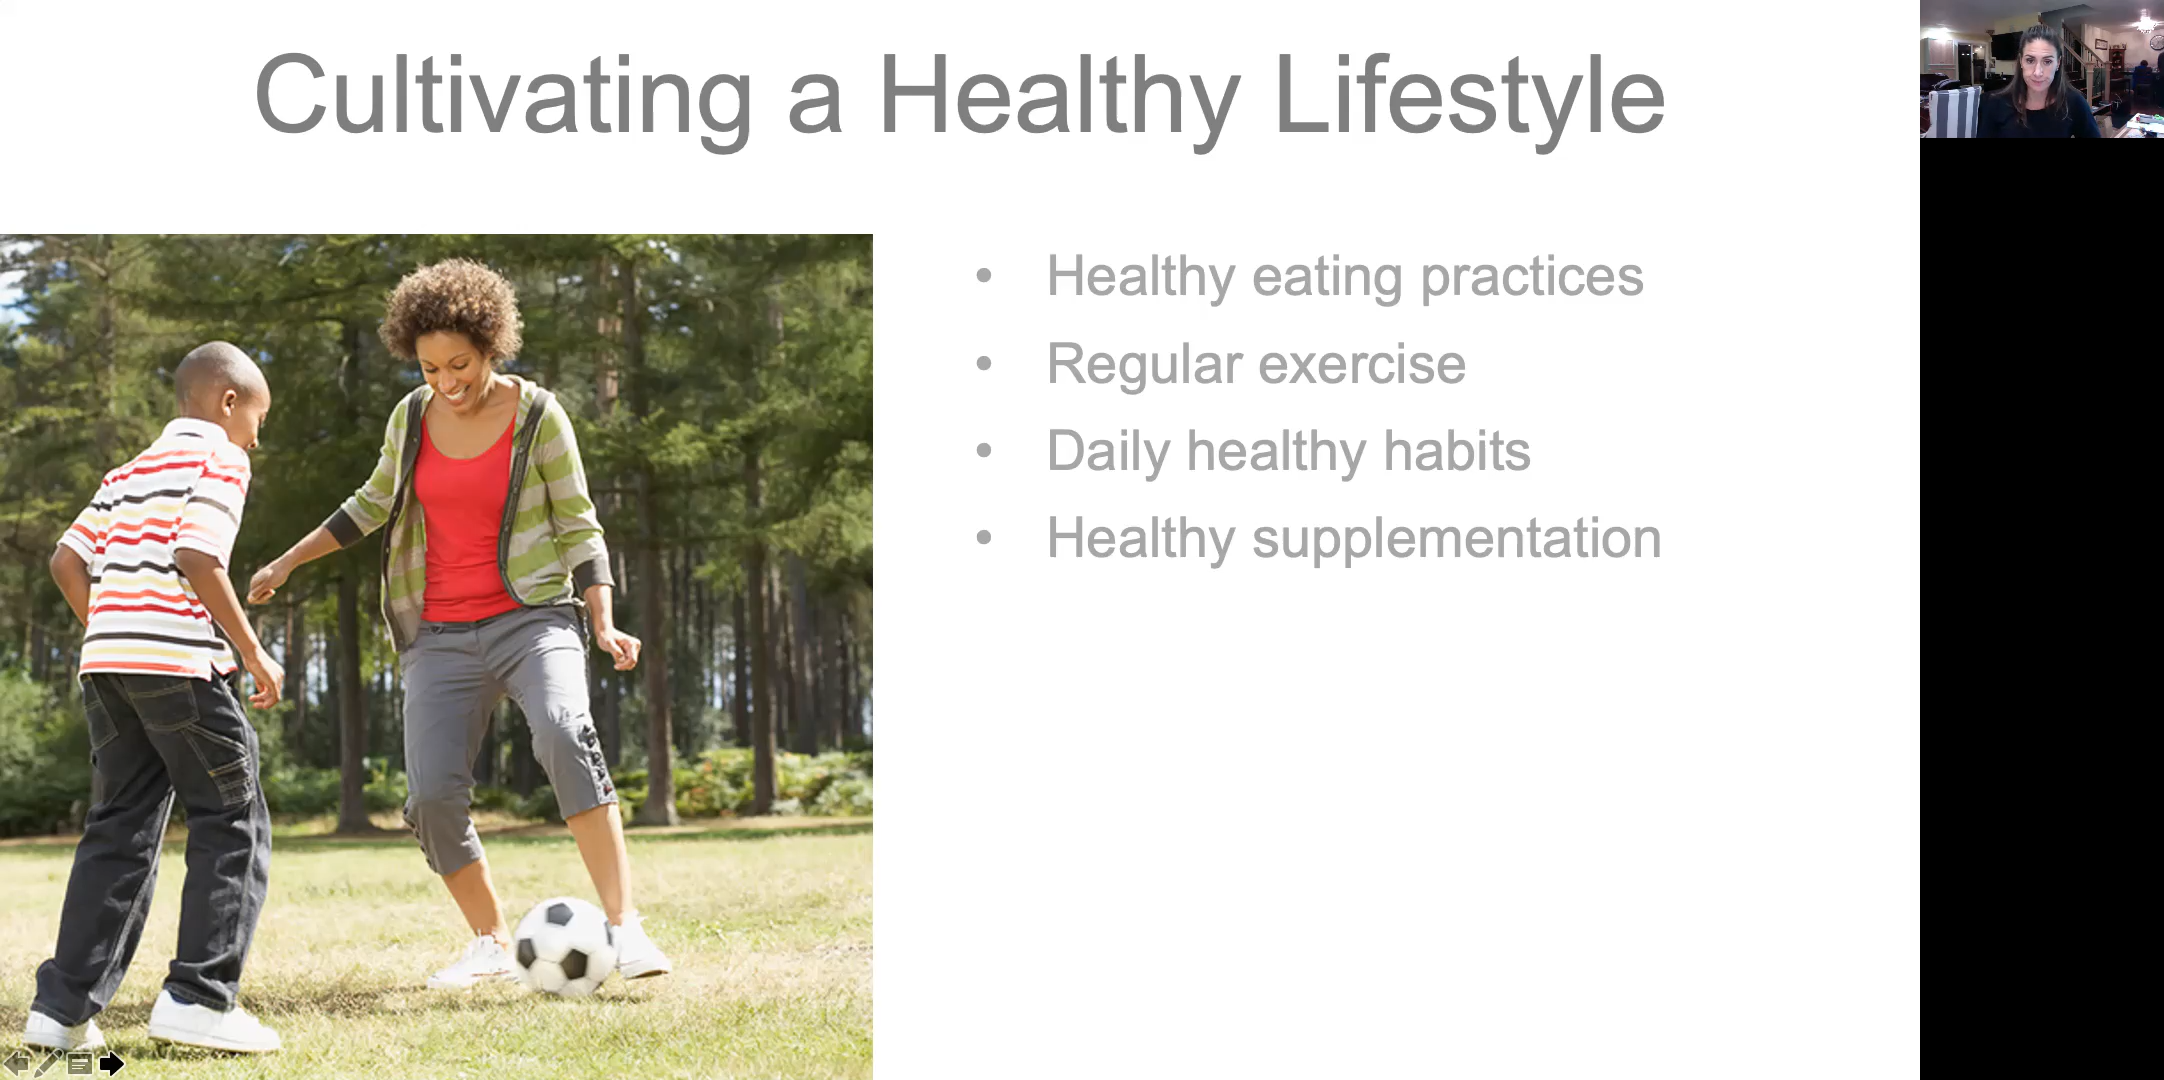 Cultivating a Healthy Lifestyle
• Healthy eating practices
• Regular exercise
• Daily healthy habits
• Healthy supplementation